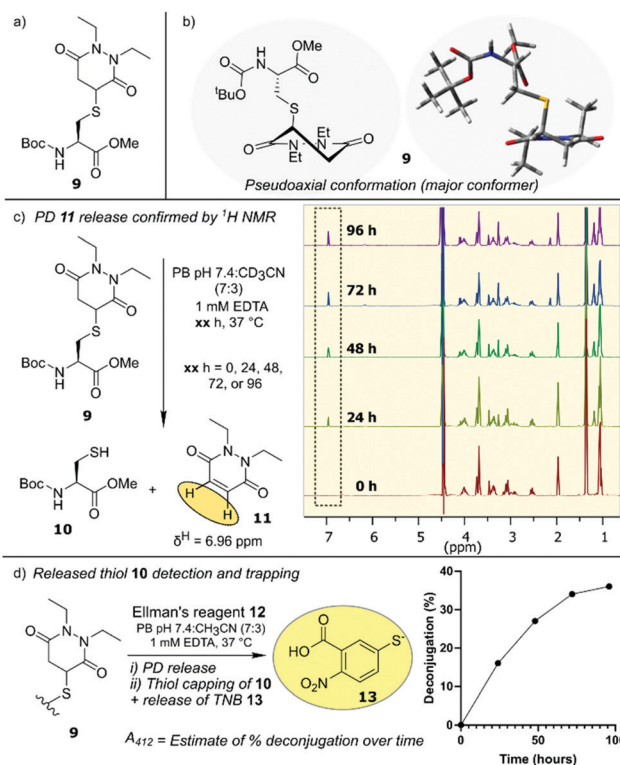 a)
O
N
N
O
S
Boc
N
H
OMe
O
9
b)
H
N
OMe
O
O
O
tBuO
S
Et
O
N
N
O
Et
9
Pseudoaxial conformation (major conformer)
c) PD 11 release confirmed by 1H NMR
O
N
N
O
S
Boc
N
H
OMe
O
9
PB pH 7.4:CD3CN
(7:3)
1 mM EDTA
xx h, 37 °C
xx h = 0, 24, 48,
72, or 96
SH
Boc
N
H
OMe
O
10
+
O
N
N
H
O
H
11
δH = 6.96 ppm
96 h
72 h
48 h
24 h
0 h
7 6 5 4 3 2 1
(ppm)
d) Released thiol 10 detection and trapping
O
N
N
O
S
9
Ellman's reagent 12
PB pH 7.4:CH3CN (7:3)
1 mM EDTA, 37 °C
i) PD release
ii) Thiol capping of 10
+ release of TNB 13
O
HO
S-
O2N
13
A412 = Estimate of % deconjugation over time
Deconjugation (%)
40
30
20
10
0
0 50 100
Time (hours)